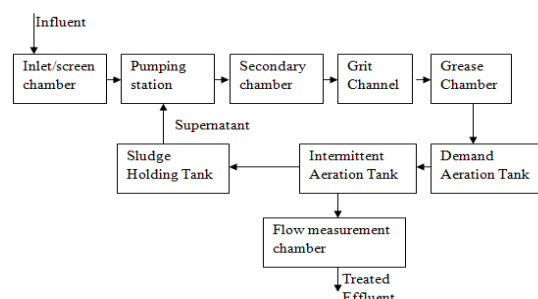 Influent
Inlet/screen
chamber
Pumping
station
Secondary
chamber
Grit
Channel
Grease
Chamber
Supernatant
Sludge
Holding Tank
Intermittent
Aeration Tank
Demand
Aeration Tank
Flow measurement
chamber
Treated
Effluent